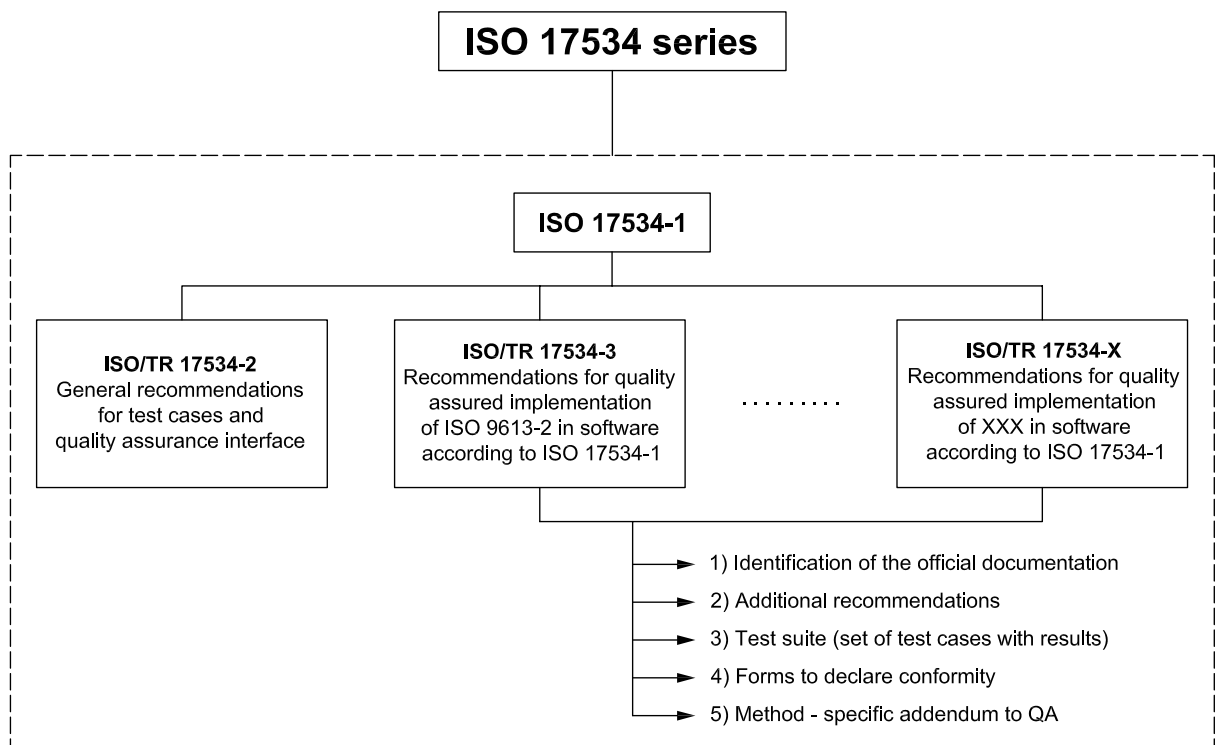 ISO 17534 series
ISO 17534-1
ISO/TR 17534-2
General recommendations
for test cases and
quality assurance interface
ISO/TR 17534-3
Recommendations for quality
assured implementation
of ISO 9613-2 in software
according to ISO 17534-1
.........
ISO/TR 17534-X
Recommendations for quality
assured implementation
of XXX in software
according to ISO 17534-1
1) Identification of the official documentation
2) Additional recommendations
3) Test suite (set of test cases with results)
4) Forms to declare conformity
5) Method - specific addendum to QA